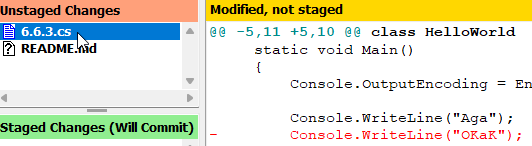 Unstaged Changes
6.6.3.cs
README.md
Staged Changes (Will Commit)
Modified, not staged
@@ -5,11 +5,10 @@ class HelloWorld
static void Main()
{
Console.OutputEncoding = En
Console.WriteLine("Aga");
- Console.WriteLine("OKaK");